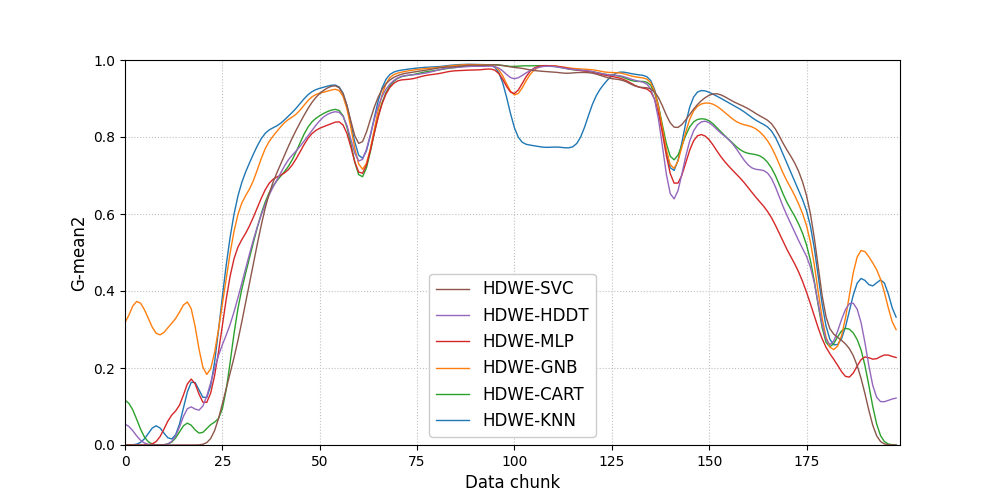 1.0
0.8
0.6
0.4
0.2
0.0
G-mean2
HDWE-SVC
HDWE-HDDT
HDWE-MLP
HDWE-GNB
HDWE-CART
HDWE-KNN
0 25 50 75 100 125 150 175
Data chunk